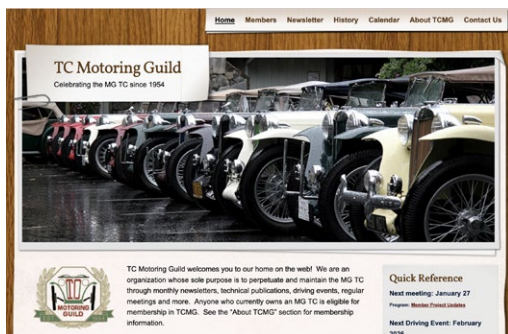 Home Members Newsletter History Calendar About TCMG Contact Us
TC Motoring Guild
Celebrating the MG TC since 1954
TC Motoring Guild welcomes you to our home on the web! We are an
organization whose sole purpose is to perpetuate and maintain the MG TC
through monthly newsletters, technical publications, driving events, regular
meetings and more. Anyone who currently owns an MG TC is eligible for
membership in TCMG. See the "About TCMG" section for membership
information.
MOTORING
GUILD
Quick Reference
Next meeting: January 27
Program: Member Project Updates
Next Driving Event: February